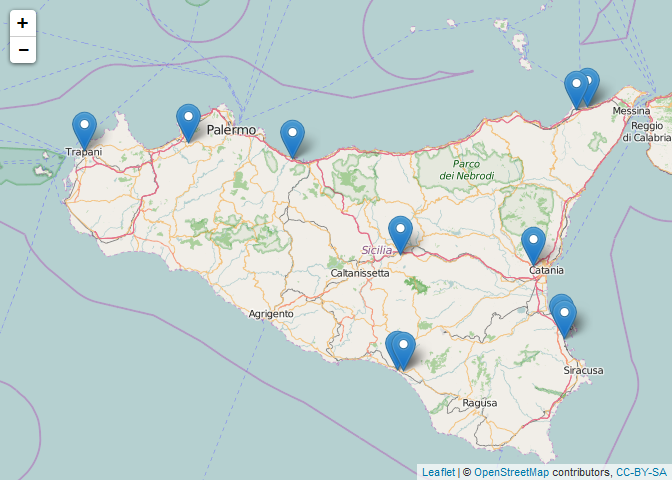 +
−
Messina
Reggio
di Calabria
Palermo
Trapani
Parco
dei Nebrodi
Sicilia
Caltanissetta
Catania
Agrigento
Siracusa
Ragusa
Leaflet | © OpenStreetMap contributors, CC-BY-SA